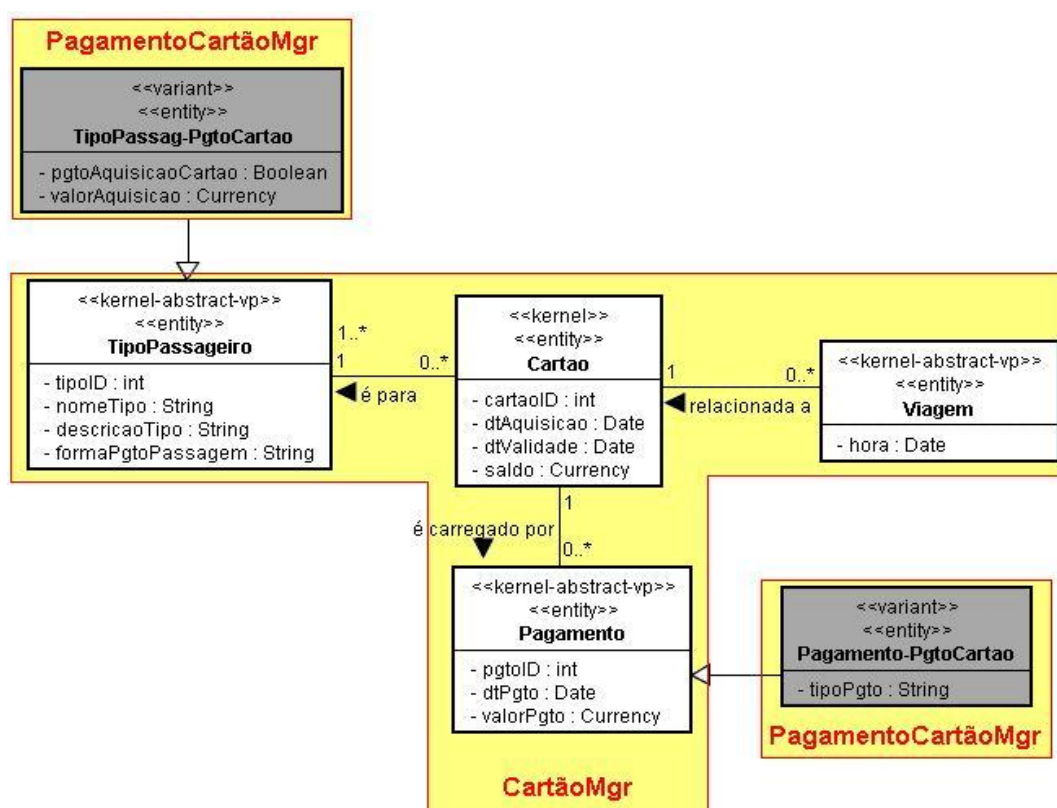 PagamentoCartãoMgr
<<variant>>
<<entity>>
TipoPassag-PgtoCartao
- pgtoAquisicaoCartao : Boolean
- valorAquisicao : Currency
<<kernel-abstract-vp>>
<<entity>>
TipoPassageiro
- tipoID : int
- nomeTipo : String
- descricaoTipo : String
- formaPgtoPassagem : String
1..*
1
0..*
é para
<<kernel>>
<<entity>>
Cartao
- cartaoID : int
- dtAquisicao : Date
- dtValidade : Date
- saldo : Currency
1
0..*
relacionada a
<<kernel-abstract-vp>>
<<entity>>
Viagem
- hora : Date
1
é carregado por
0..*
<<kernel-abstract-vp>>
<<entity>>
Pagamento
- pgtoID : int
- dtPgto : Date
- valorPgto : Currency
<<variant>>
<<entity>>
Pagamento-PgtoCartao
- tipoPgto : String
PagamentoCartãoMgr
CartãoMgr